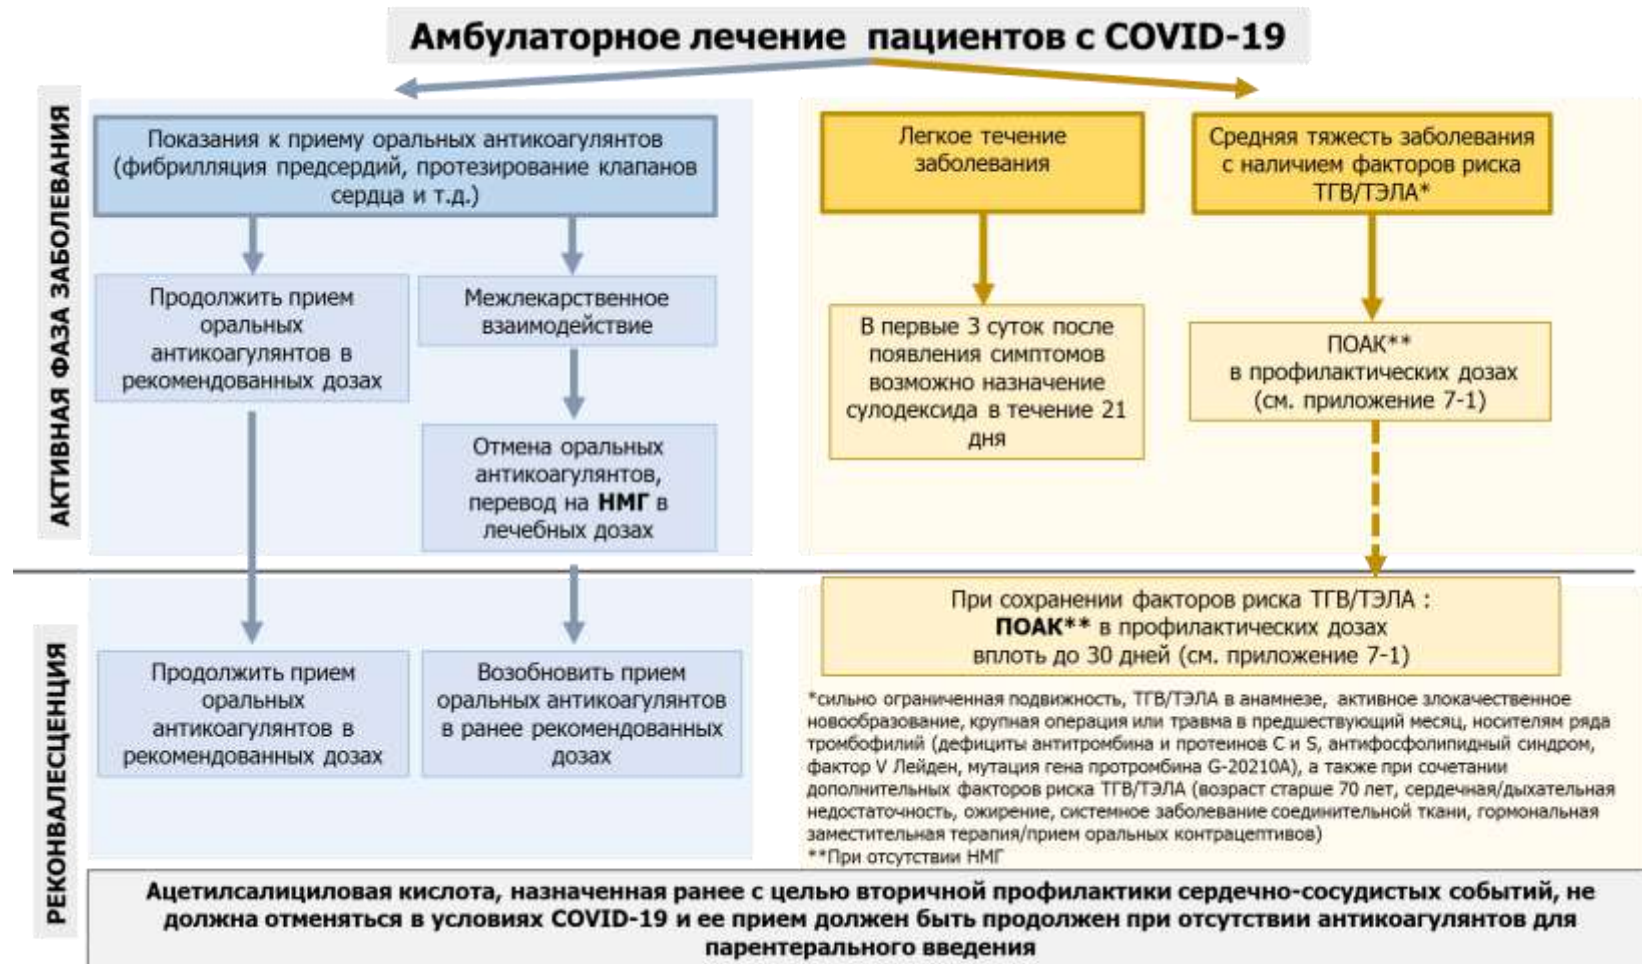 Амбулаторное лечение пациентов с COVID-19
АКТИВНАЯ ФАЗА ЗАБОЛЕВАНИЯ
Показания к приему оральных антикоагулянтов
(фибрилляция предсердий, протезирование клапанов
сердца и т.д.)
Продолжить прием
оральных
антикоагулянтов в
рекомендованных дозах
Межлекарственное
взаимодействие
Отмена оральных
антикоагулянтов,
перевод на НМГ в
лечебных дозах
Легкое течение
заболевания
Средняя тяжесть заболевания
с наличием факторов риска
ТГВ/ТЭЛА*
В первые 3 суток после
появления симптомов
возможно назначение
сулодексида в течение 21
дня
ПОАК**
в профилактических дозах
(см. приложение 7-1)
РЕКОНВАЛЕСЦЕНЦИЯ
Продолжить прием
оральных
антикоагулянтов в
рекомендованных дозах
Возобновить прием
оральных антикоагулянтов
в ранее рекомендованных
дозах
При сохранении факторов риска ТГВ/ТЭЛА :
ПОАК** в профилактических дозах
вплоть до 30 дней (см. приложение 7-1)
*сильно ограниченная подвижность, ТГВ/ТЭЛА в анамнезе, активное злокачественное
новообразование, крупная операция или травма в предшествующий месяц, носителям ряда
тромбофилий (дефициты антитромбина и протеинов С и S, антифосфолипидный синдром,
фактор V Лейден, мутация гена протромбина G-20210A), а также при сочетании
дополнительных факторов риска ТГВ/ТЭЛА (возраст старше 70 лет, сердечная/дыхательная
недостаточность, ожирение, системное заболевание соединительной ткани, гормональная
заместительная терапия/прием оральных контрацептивов)
**При отсутствии НМГ
Ацетилсалициловая кислота, назначенная ранее с целью вторичной профилактики сердечно-сосудистых событий, не
должна отменяться в условиях COVID-19 и ее прием должен быть продолжен при отсутствии антикоагулянтов для
парентерального введения